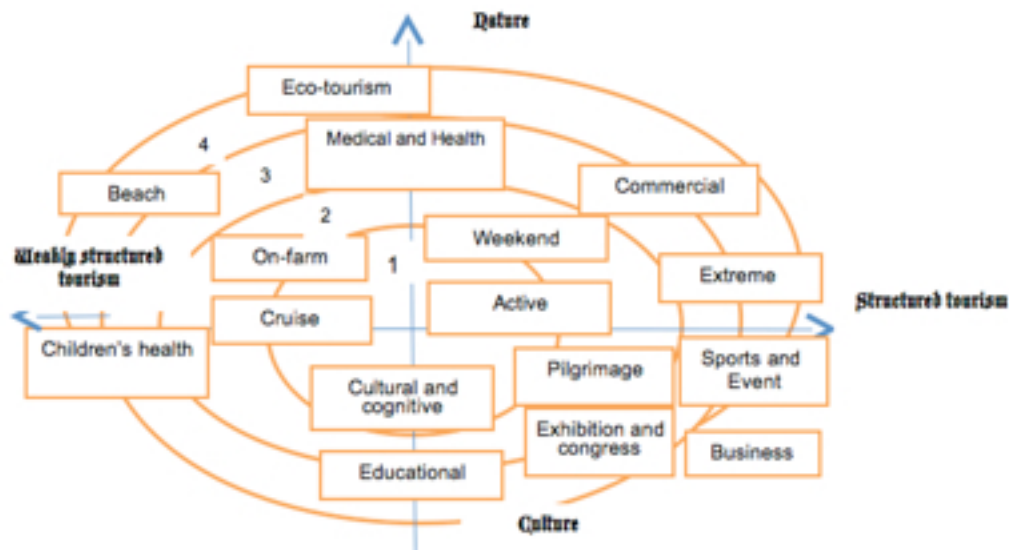 Nature
Eco-tourism
4
Medical and Health
3
Beach
Commercial
2
Weekend
Weakly structured
tourism
On-farm
1
Extreme
Active
Structured tourism
Cruise
Children's health
Pilgrimage
Sports and
Event
Cultural and
cognitive
Exhibition and
congress
Business
Educational
Culture